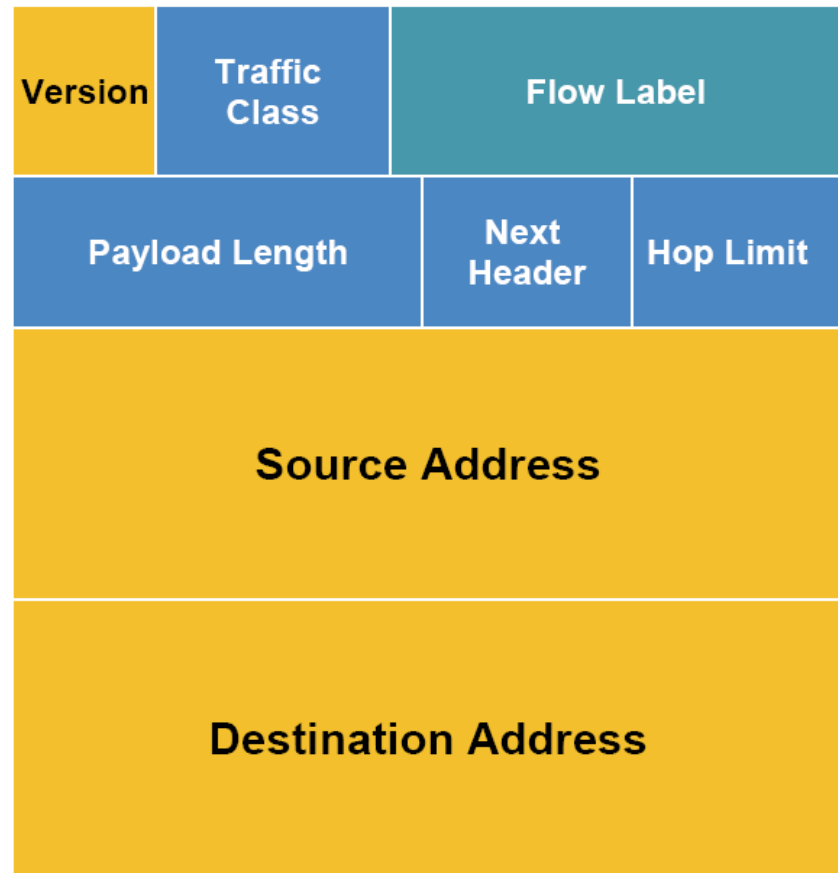 Version
Traffic
Class
Flow Label
Payload Length
Next
Header
Hop Limit
Source Address
Destination Address